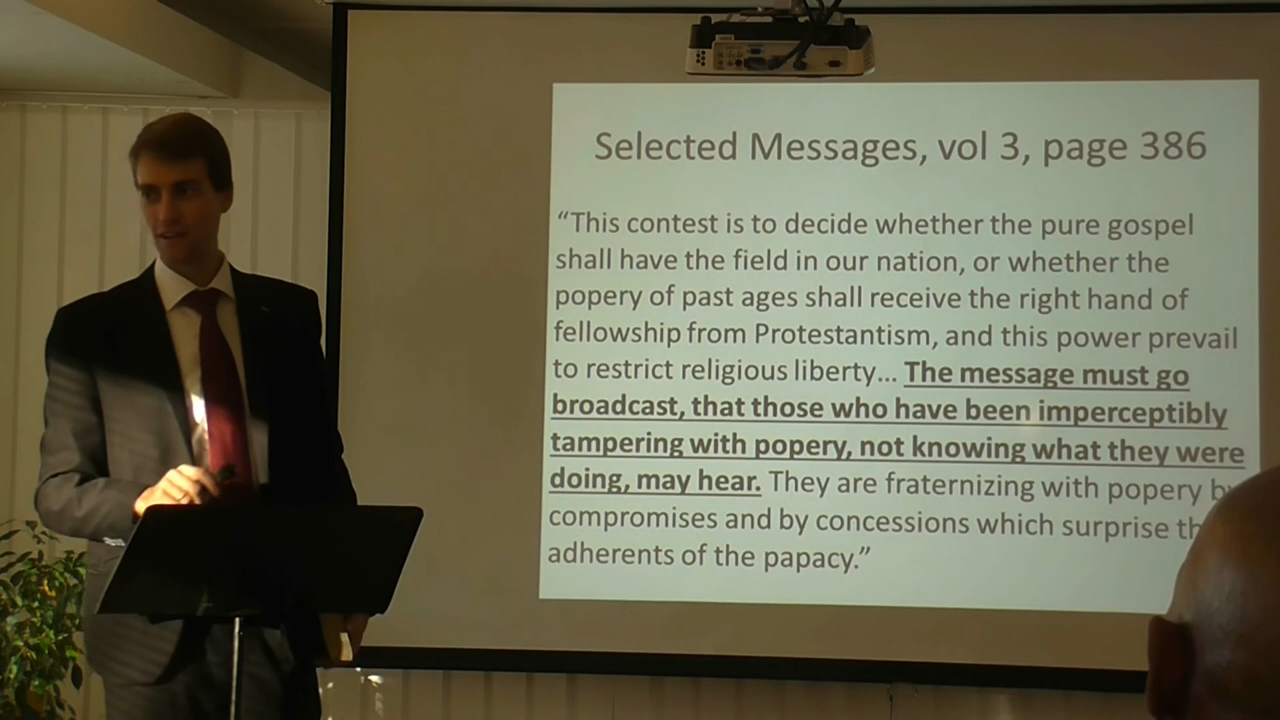 Selected Messages, vol 3, page 386
“This contest is to decide whether the pure gospel
shall have the field in our nation, or whether the
popery of past ages shall receive the right hand of
fellowship from Protestantism, and this power prevail
to restrict religious liberty... The message must go
broadcast, that those who have been imperceptibly
tampering with popery, not knowing what they were
doing, may hear. They are fraternizing with popery
compromises and by concessions which surprise
adherents of the papacy.”